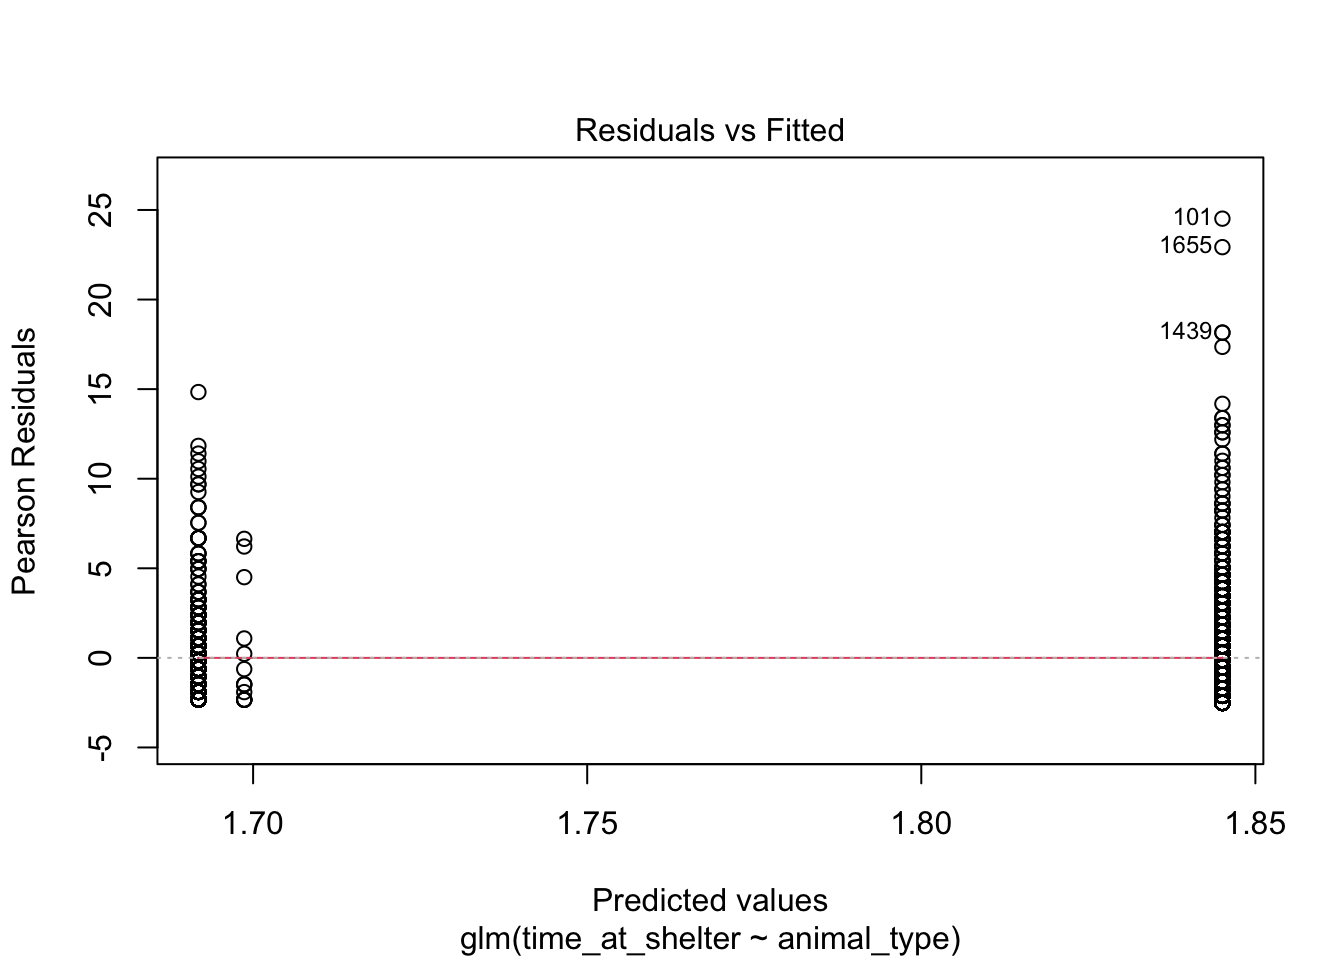 Residuals vs Fitted
25
20
15
10
5
0
-5
Pearson Residuals
101
1655
1439
1.70 1.75 1.80 1.85
Predicted values
glm(time_at_shelter ~ animal_type)